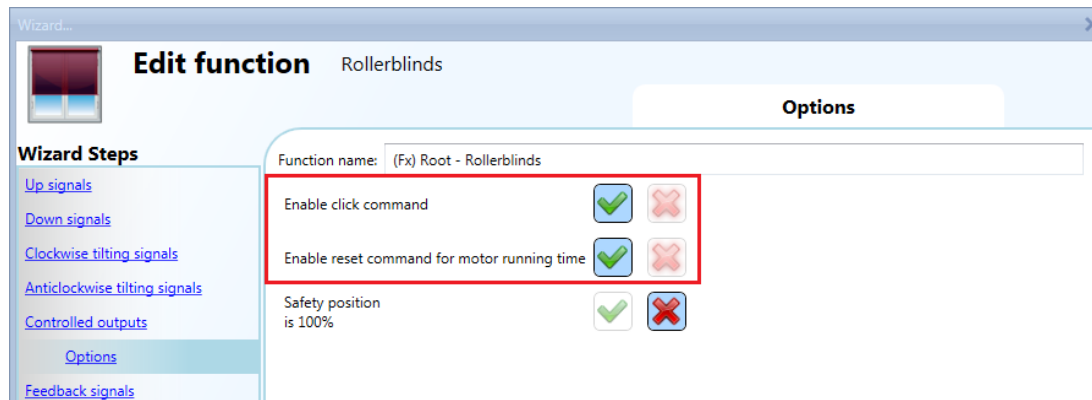 Wizard...
Edit function Rollerblinds
Options
Wizard Steps
Up signals
Down signals
Clockwise tilting signals
Anticlockwise tilting signals
Controlled outputs
Options
Feedback signals
Function name: (Fx) Root - Rollerblinds
Enable click command
Enable reset command for motor running time
Safety position
is 100%